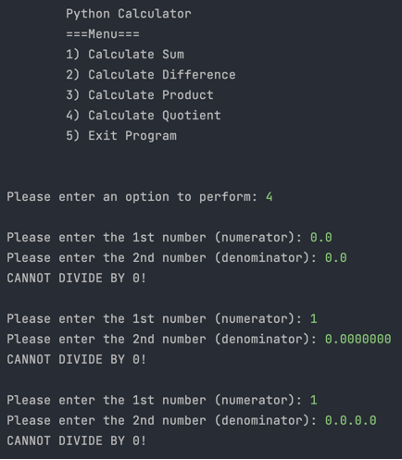 Python Calculator
===Menu===
1) Calculate Sum
2) Calculate Difference
3) Calculate Product
4) Calculate Quotient
5) Exit Program
Please enter an option to perform: 4
Please enter the 1st number (numerator): 0.0
Please enter the 2nd number (denominator): 0.0
CANNOT DIVIDE BY 0!
Please enter the 1st number (numerator): 1
Please enter the 2nd number (denominator): 0.0000000
CANNOT DIVIDE BY 0!
Please enter the 1st number (numerator): 1
Please enter the 2nd number (denominator): 0.0.0.0
CANNOT DIVIDE BY 0!